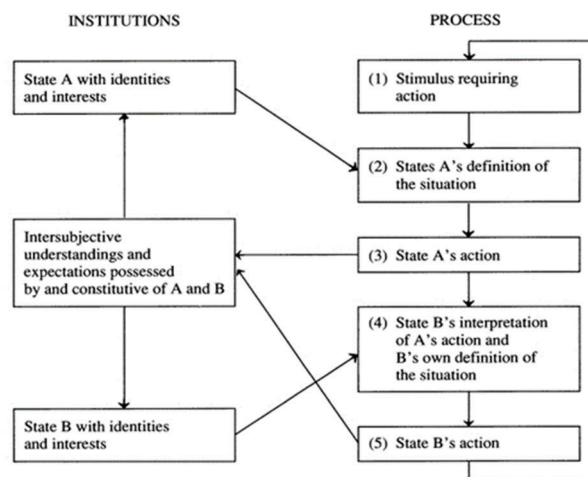 INSTITUTIONS
PROCESS
State A with identities
and interests
(1) Stimulus requiring
action
(2) States A's definition of
the situation
Intersubjective
understandings and
expectations possessed
by and constitutive of A and B
(3) State A's action
(4) State B's interpretation
of A's action and
B's own definition of
the situation
State B with identities
and interests
(5) State B's action